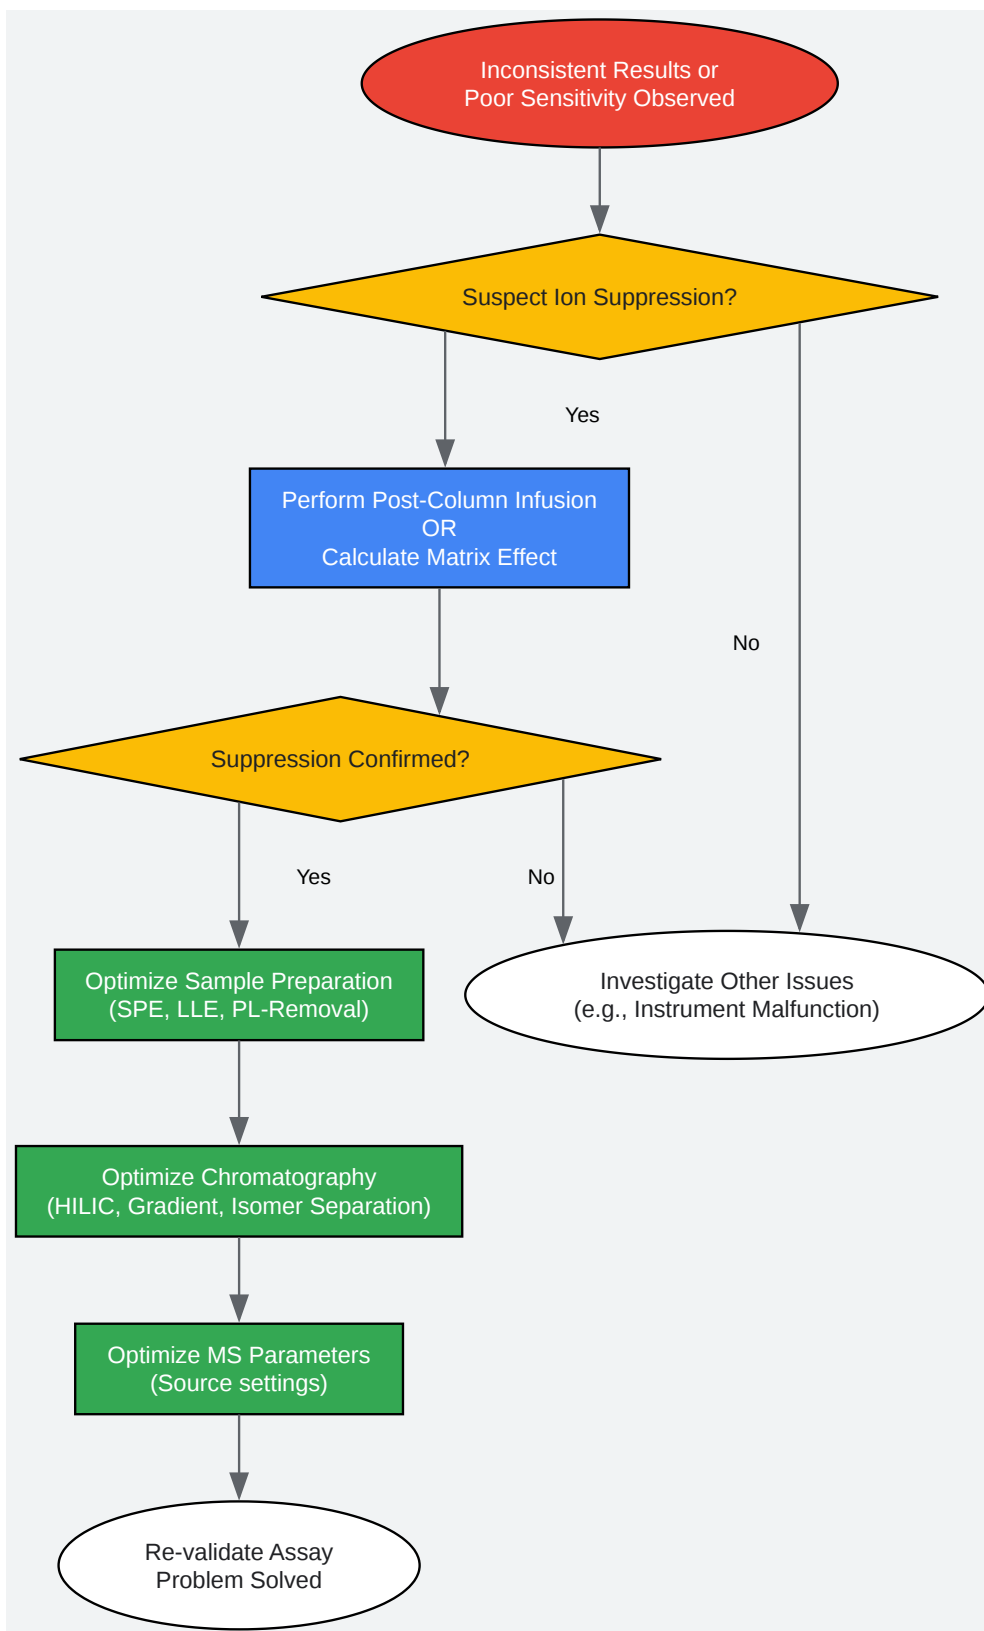 Inconsistent Results or
Poor Sensitivity Observed
Suspect Ion Suppression?
Yes
Perform Post-Column Infusion
OR
Calculate Matrix Effect
No
Suppression Confirmed?
Yes
No
Optimize Sample Preparation
(SPE, LLE, PL-Removal)
Investigate Other Issues
(e.g., Instrument Malfunction)
Optimize Chromatography
(HILIC, Gradient, Isomer Separation)
Optimize MS Parameters
(Source settings)
Re-validate Assay
Problem Solved